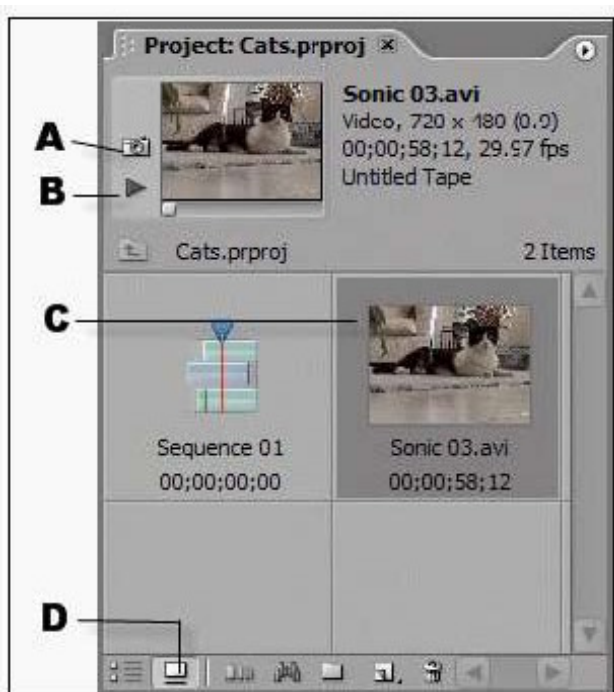 Project: Cats.prproj
Sonic 03.avi
Video, 720 x 480 (0.9)
00;00;58;12, 29.97 fps
Untitled Tape
A
B
Cats.prproj
2 Items
C
Sequence 01
00;00;00;00
Sonic 03.avi
00;00;58;12
D